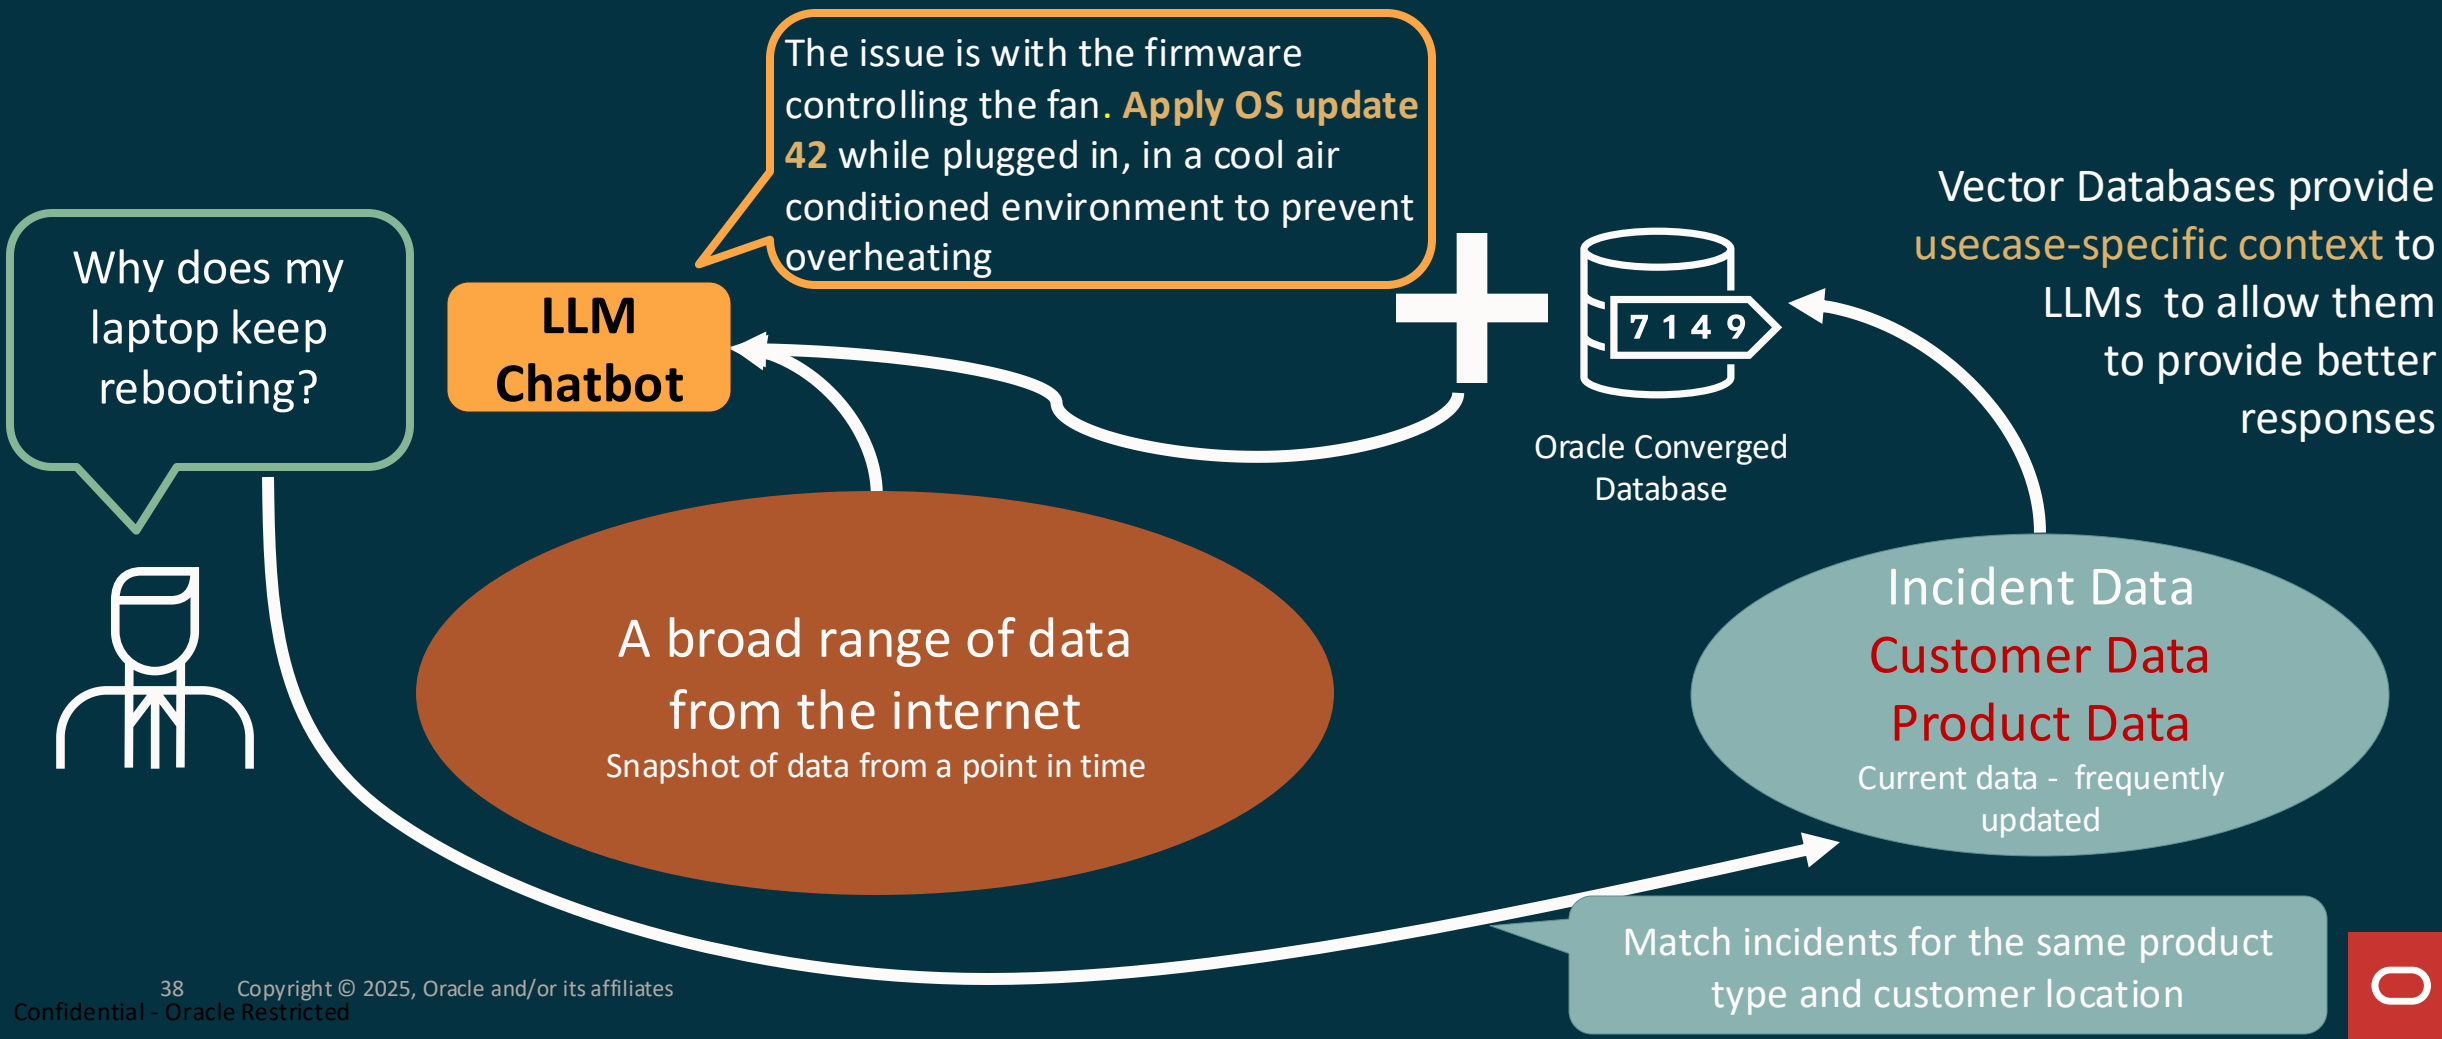 The issue is with the firmware
controlling the fan. Apply OS update
42 while plugged in, in a cool air
conditioned environment to prevent
overheating
Why does my
laptop keep
rebooting?
LLM
Chatbot
7 1 4 9
Oracle Converged
Database
Vector Databases provide
usecase-specific context to
LLMs to allow them
to provide better
responses
A broad range of data
from the internet
Snapshot of data from a point in time
Incident Data
Customer Data
Product Data
Current data - frequently
updated
Match incidents for the same product
type and customer location
38 Copyright © 2025, Oracle and/or its affiliates
Confidential - Oracle Restricted